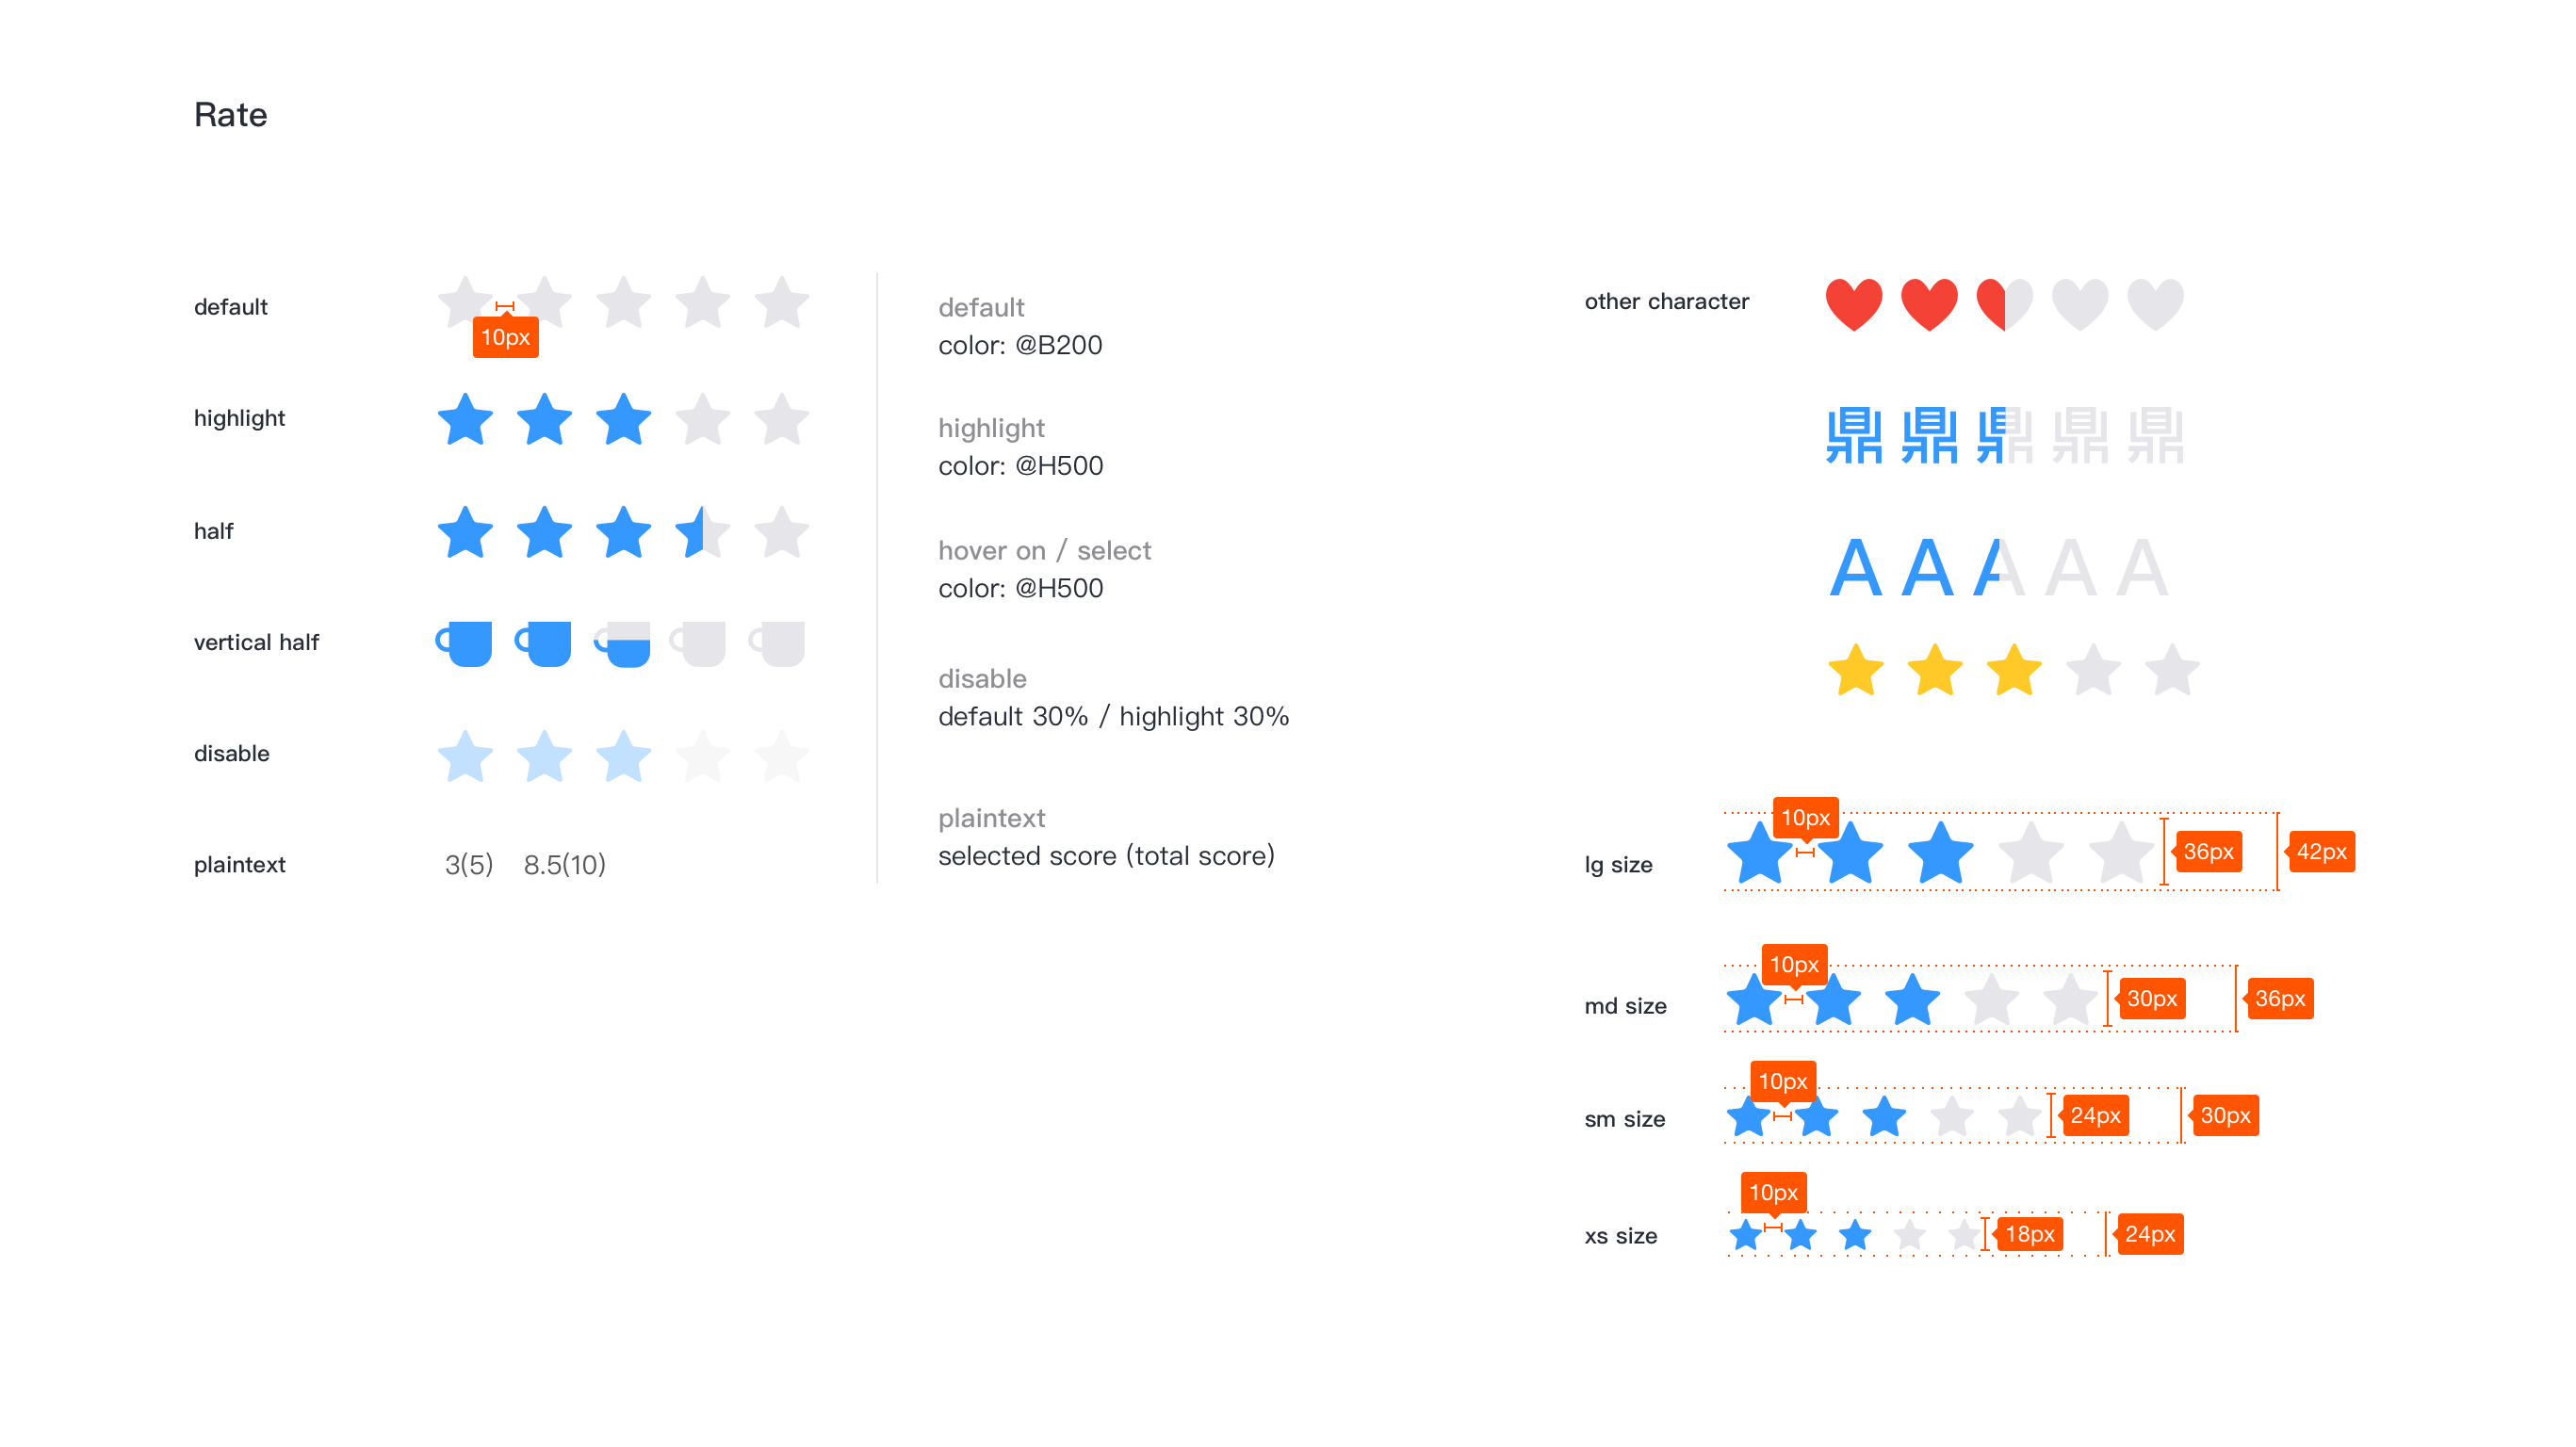 Rate
default
10px
highlight
half
vertical half
disable
plaintext
3(5) 8.5(10)
default
color: @B200
highlight
color: @H500
hover on / select
color: @H500
disable
default 30% / highlight 30%
plaintext
selected score (total score)
other character
鼎 鼎 鼎 鼎 鼎
A A A A A
lg size
10px
36px
42px
md size
10px
30px
36px
sm size
10px
24px
30px
xs size
10px
18px
24px